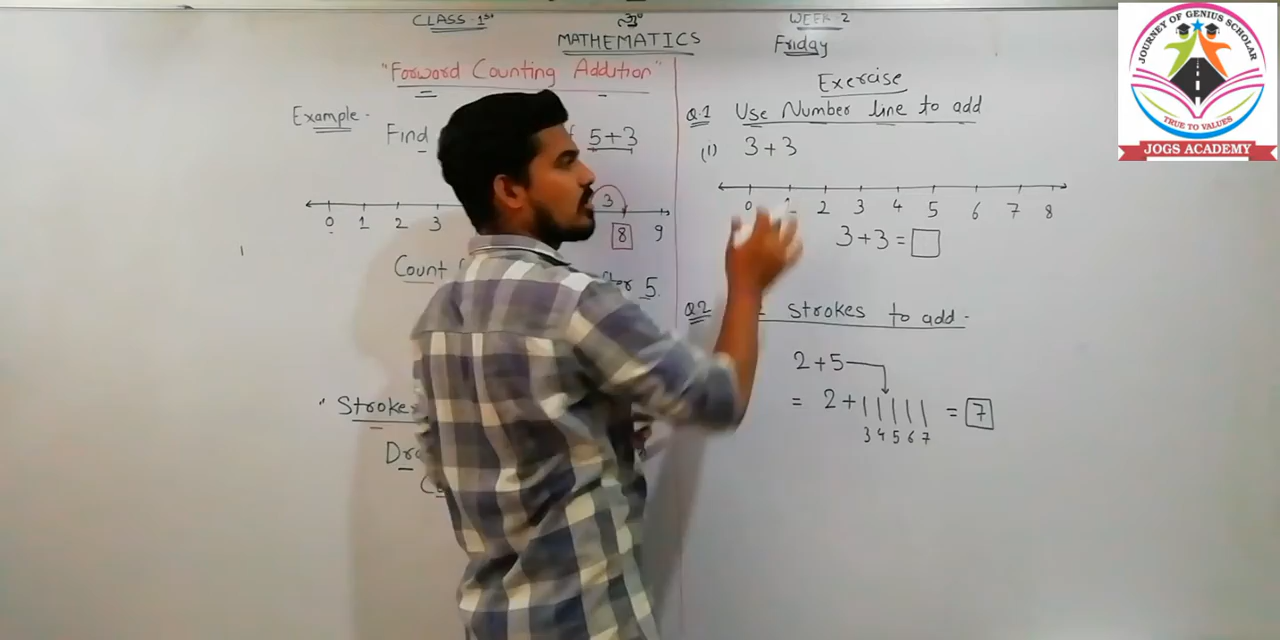 CLASS - 1st
WEEK - 2
MATHEMATICS
Friday
"Forword Counting Addition"
Example -
Find
5+3
3
0 1 2 3 8 9
Count
5.
"Strokes
Exercise
Q.1 Use Number line to add
(1) 3+3
0 1 2 3 4 5 6 7 8
3+3=
Q.2 strokes to add -
2+5
= 2+||||| = 7
3 4 5 6 7
JOURNEY OF GENIUS SCHOLAR
TRUE TO VALUES
JOGS ACADEMY